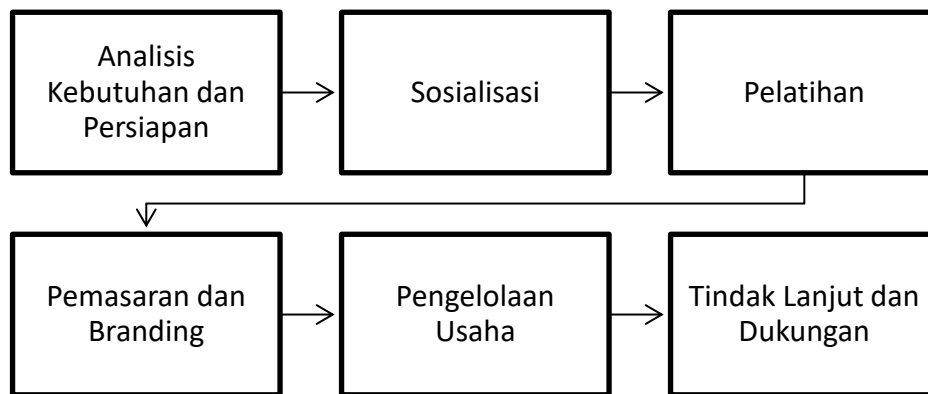 Analisis
Kebutuhan dan
Persiapan
Sosialisasi
Pelatihan
Pemasaran dan
Branding
Pengelolaan
Usaha
Tindak Lanjut dan
Dukungan